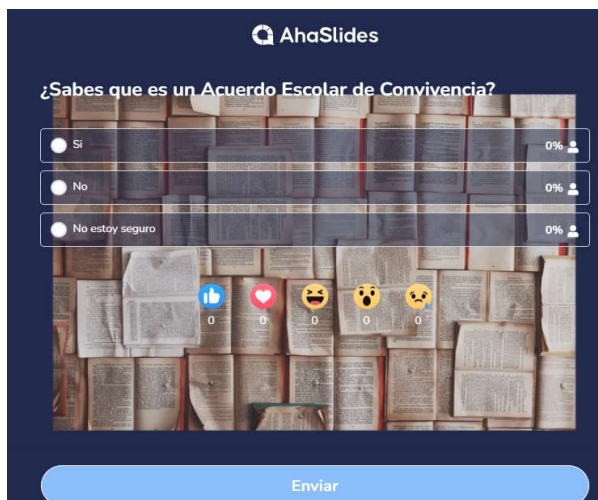 AhaSlides
¿Sabes que es un Acuerdo Escolar de Convivencia?
Si 0%
No 0%
No estoy seguro 0%
0 0 0 0 0
Enviar